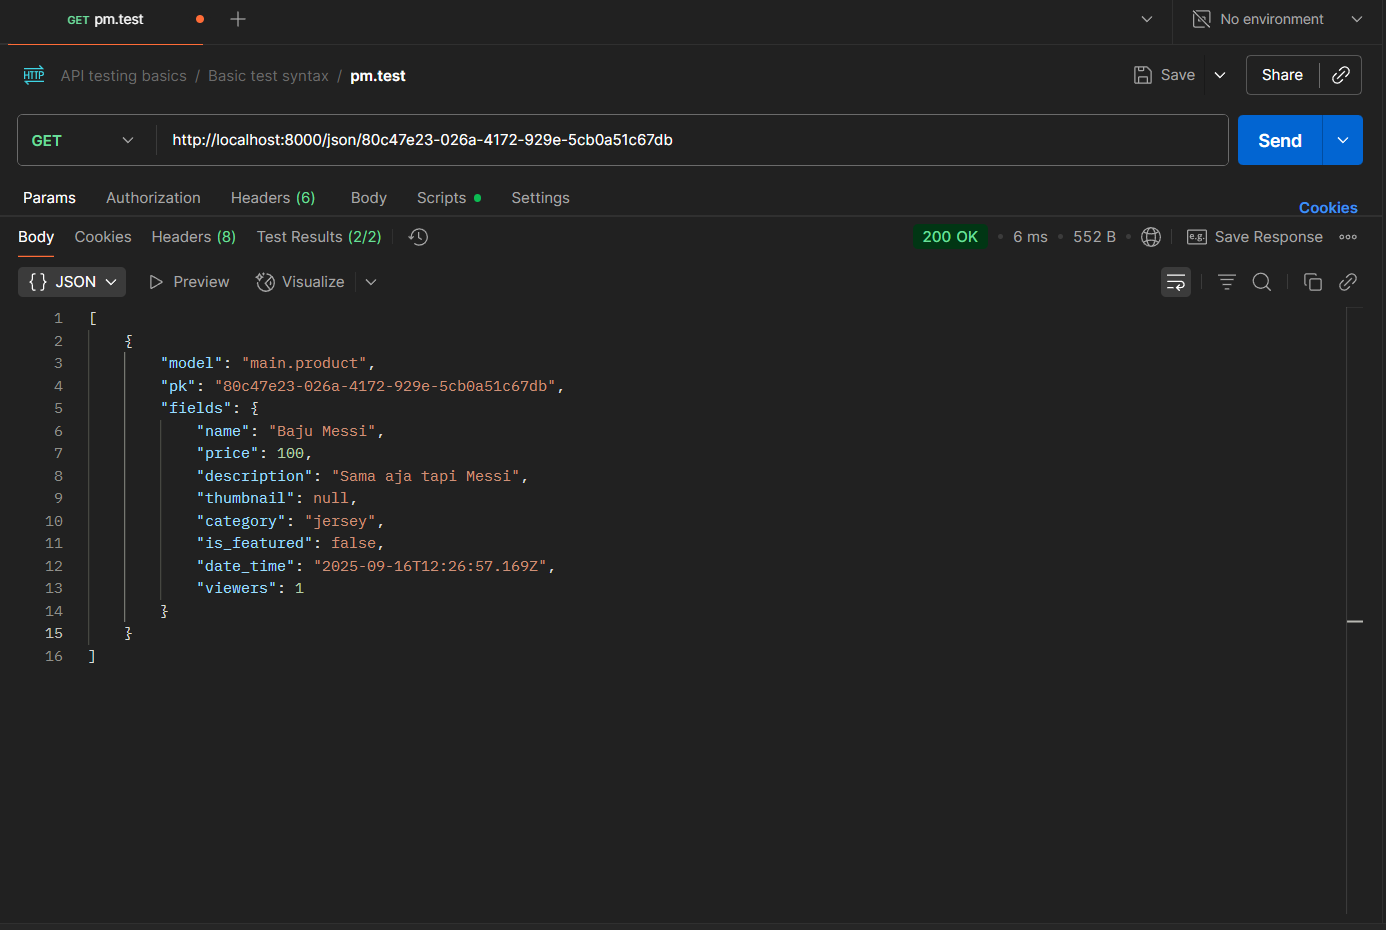 GET pm.test
No environment
HTTP API testing basics / Basic test syntax / pm.test
Save
Share
GET
http://localhost:8000/json/80c47e23-026a-4172-929e-5cb0a51c67db
Send
Params Authorization Headers (6) Body Scripts Settings
Cookies
Body Cookies Headers (8) Test Results (2/2)
200 OK 6 ms 552 B e.g. Save Response
{} JSON Preview Visualize
1 [
2 {
3 "model": "main.product",
4 "pk": "80c47e23-026a-4172-929e-5cb0a51c67db",
5 "fields": {
6 "name": "Baju Messi",
7 "price": 100,
8 "description": "Sama aja tapi Messi",
9 "thumbnail": null,
10 "category": "jersey",
11 "is_featured": false,
12 "date_time": "2025-09-16T12:26:57.169Z",
13 "viewers": 1
14 }
15 }
16 ]